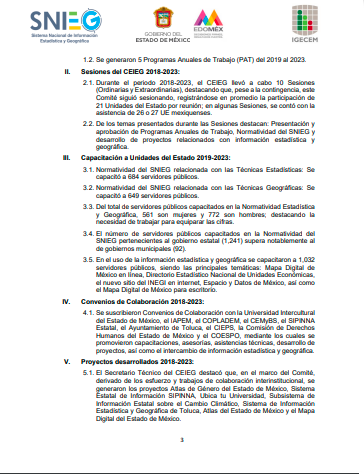 SNIEG
Sistema Nacional de Información
Estadística y Geográfica
GOBIERNO DEL
ESTADO DE MÉXICO
EDOMÉX
IGECEM
1.2. Se generaron 5 Programas Anuales de Trabajo (PAT) del 2019 al 2023.
II. Sesiones del CEIEG 2018-2023:
2.1. Durante el periodo 2018-2023, el CEIEG llevó a cabo 10 Sesiones
(Ordinarias y Extraordinarias), destacando que, pese a la contingencia, este
Comité siguió sesionando, registrándose en promedio la participación de
21 Unidades del Estado por reunión; en algunas Sesiones, se contó con la
asistencia de 26 o 27 UE mexiquenses.
2.2. De los temas presentados durante las Sesiones destacan: Presentación y
aprobación de Programas Anuales de Trabajo, Normatividad del SNIEG y
desarrollo de proyectos relacionados con información estadística y
geográfica.
III. Capacitación a Unidades del Estado 2019-2023:
3.1. Normatividad del SNIEG relacionada con las Técnicas Estadísticas: Se
capacitó a 684 servidores públicos.
3.2. Normatividad del SNIEG relacionada con las Técnicas Geográficas: Se
capacitó a 649 servidores públicos.
3.3. Del total de servidores públicos capacitados en la Normatividad Estadística
y Geográfica, 561 son mujeres y 772 son hombres; destacando la
necesidad de trabajar para equiparar las cifras.
3.4. El número de servidores públicos capacitados en la Normatividad del
SNIEG pertenecientes al gobierno estatal (1,241) supera notablemente al
de gobiernos municipales (92).
3.5. En el uso de la información estadística y geográfica se capacitaron a 1,032
servidores públicos, siendo las principales temáticas: Mapa Digital de
México en línea, Directorio Estadístico Nacional de Unidades Económicas,
el nuevo sitio del INEGI en internet, Espacio y Datos de México, así como
el Mapa Digital de México para escritorio.
IV. Convenios de Colaboración 2018-2023:
4.1. Se suscribieron Convenios de Colaboración con la Universidad Intercultural
del Estado de México, el IAPEM, el COPLADEM, el CEMyBS, el SIPINNA
Estatal, el Ayuntamiento de Toluca, el CIEPS, la Comisión de Derechos
Humanos del Estado de México y el COESPO, mediante los cuales se
promovieron capacitaciones, asesorías, asistencias técnicas, desarrollo de
proyectos, así como el intercambio de información estadística y geográfica.
V. Proyectos desarrollados 2018-2023:
5.1. El Secretario Técnico del CEIEG destacó que, en el marco del Comité,
derivado de los esfuerzo y trabajos de colaboración interinstitucional, se
generaron los proyectos Atlas de Género del Estado de México, Sistema
Estatal de Información SIPINNA, Ubica tu Universidad, Subsistema de
Información Estatal sobre el Cambio Climático, Sistema de Información
Estadística y Geográfica de Toluca, Atlas del Estado de México y el Mapa
Digital del Estado de México.
3